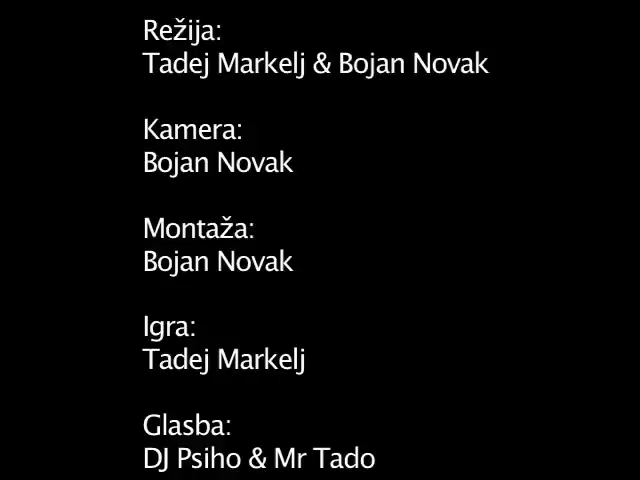 Režija:
Tadej Markelj & Bojan Novak
Kamera:
Bojan Novak
Montaža:
Bojan Novak
Igra:
Tadej Markelj
Glasba:
DJ Psiho & Mr Tado